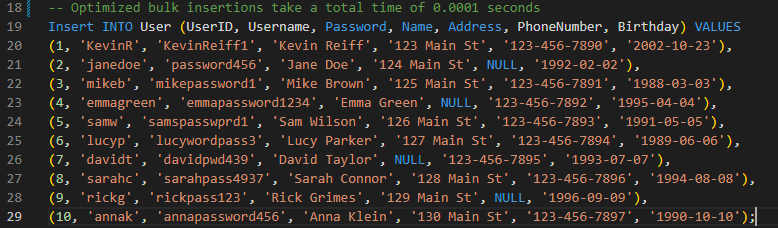 18 -- Optimized bulk insertions take a total time of 0.0001 seconds
19 Insert INTO User (UserID, Username, Password, Name, Address, PhoneNumber, Birthday) VALUES
20 (1, 'KevinR', 'KevinReiff1', 'Kevin Reiff', '123 Main St', '123-456-7890', '2002-10-23'),
21 (2, 'janedoe', 'password456', 'Jane Doe', '124 Main St', NULL, '1992-02-02'),
22 (3, 'mikeb', 'mikepassword1', 'Mike Brown', '125 Main St', '123-456-7891', '1988-03-03'),
23 (4, 'emmagreen', 'emmapassword1234', 'Emma Green', NULL, '123-456-7892', '1995-04-04'),
24 (5, 'samw', 'samspasswprd1', 'Sam Wilson', '126 Main St', '123-456-7893', '1991-05-05'),
25 (6, 'lucyp', 'lucywordpass3', 'Lucy Parker', '127 Main St', '123-456-7894', '1989-06-06'),
26 (7, 'davidt', 'davidpwd439', 'David Taylor', NULL, '123-456-7895', '1993-07-07'),
27 (8, 'sarahc', 'sarahpass4937', 'Sarah Connor', '128 Main St', '123-456-7896', '1994-08-08'),
28 (9, 'rickg', 'rickpass123', 'Rick Grimes', '129 Main St', NULL, '1996-09-09'),
29 (10, 'annak', 'annapassword456', 'Anna Klein', '130 Main St', '123-456-7897', '1990-10-10');